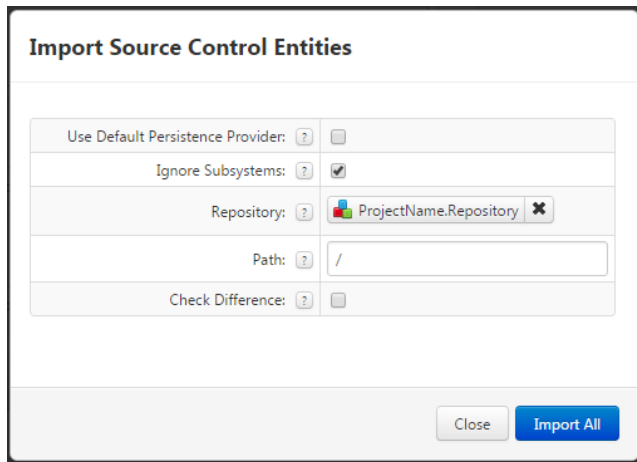 Import Source Control Entities
Use Default Persistence Provider: ?
Ignore Subsystems: ?
Repository: ? ProjectName.Repository
Path: ? /
Check Difference: ?
Close Import All